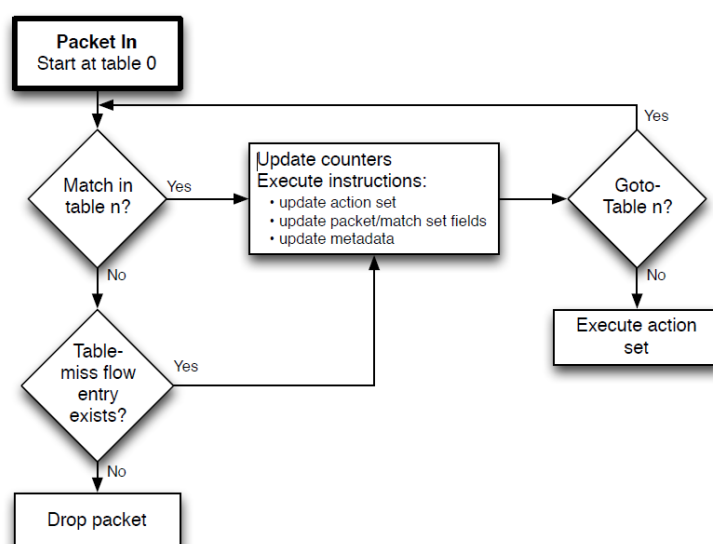 Packet In
Start at table 0
Yes
Match in
table n?
Yes
Update counters
Execute instructions:
• update action set
• update packet/match set fields
• update metadata
Goto-
Table n?
No
No
Execute action
set
Table-
miss flow
entry
exists?
Yes
No
Drop packet